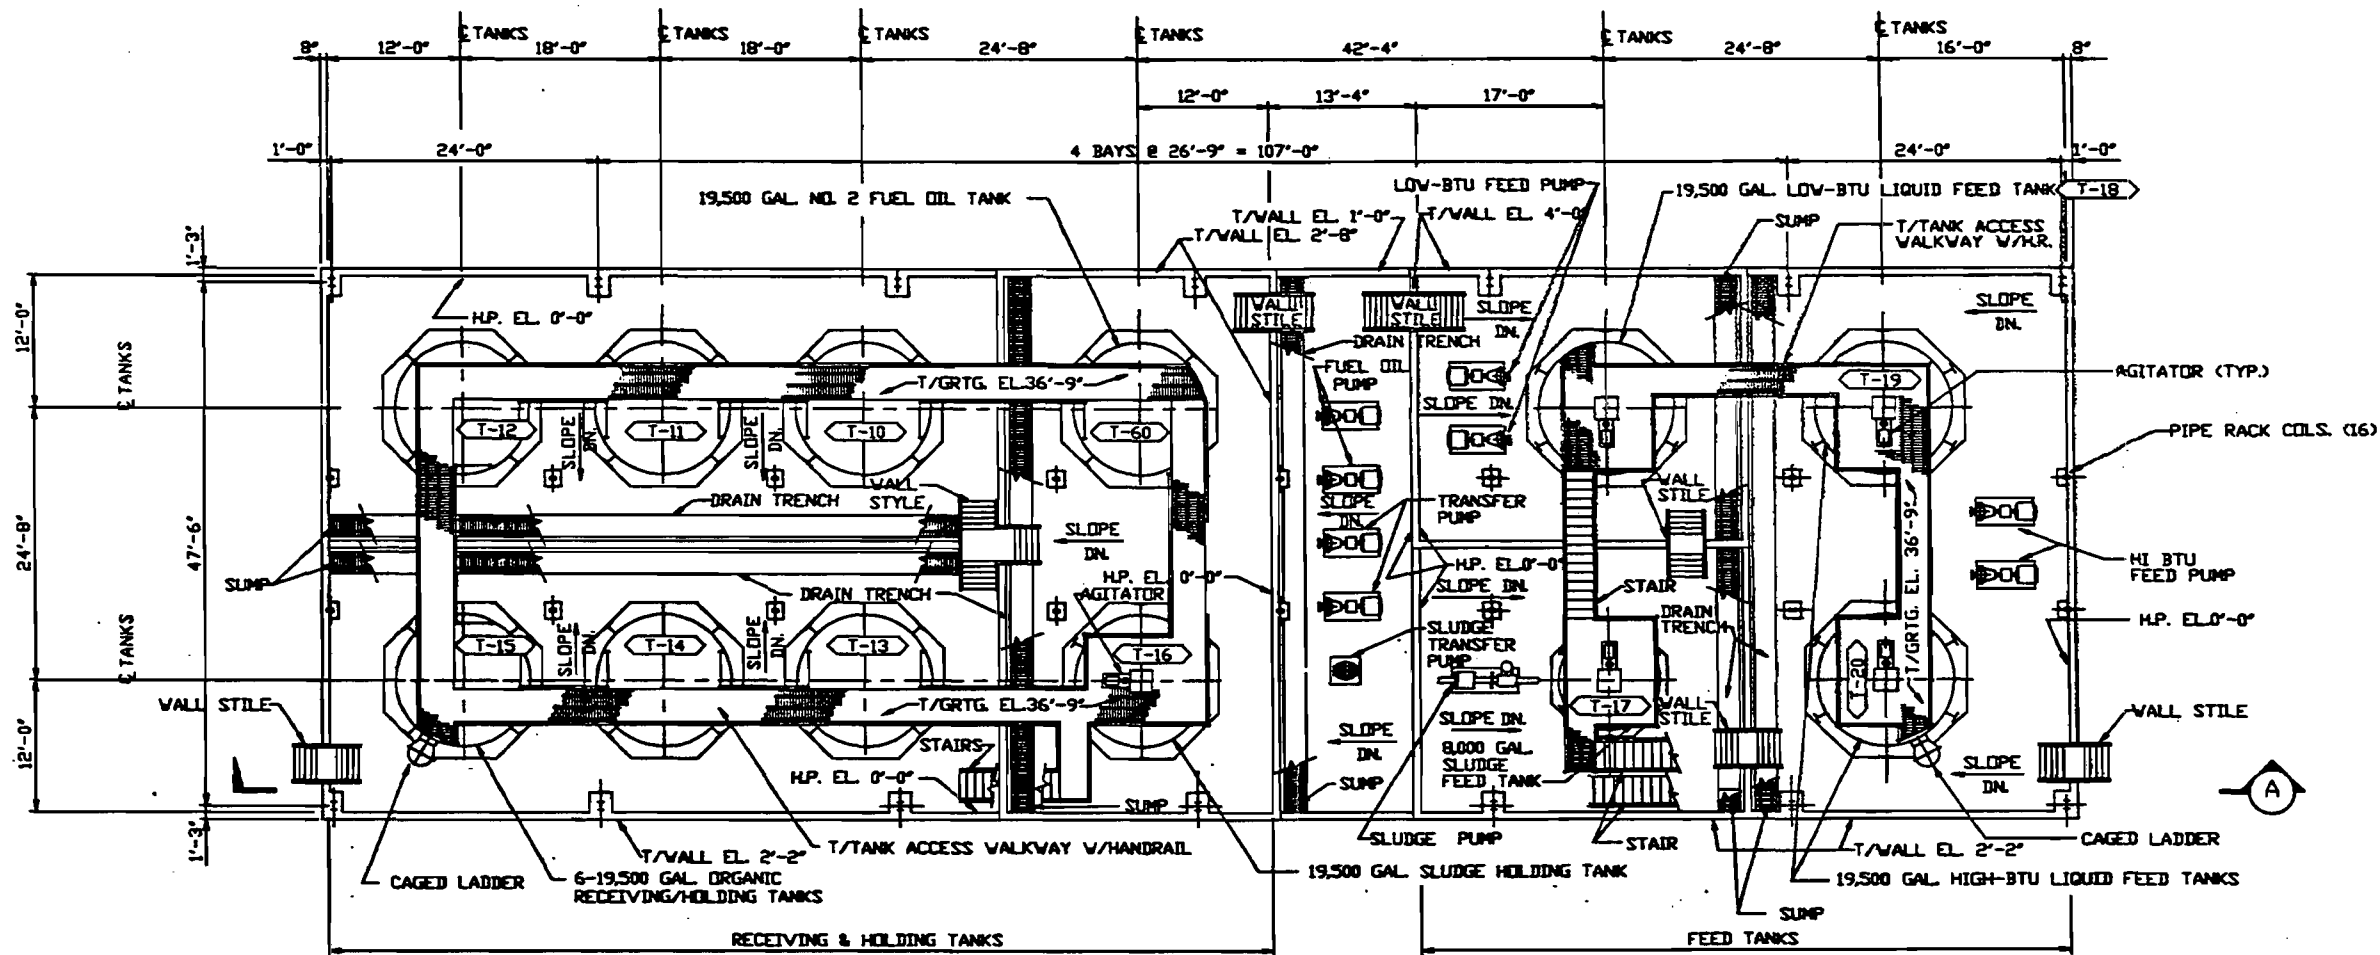 ℄ TANKS
℄ TANKS
℄ TANKS
℄ TANKS
℄ TANKS
℄ TANKS
8"
12'-0"
18'-0"
18'-0"
24'-8"
42'-4"
24'-8"
16'-0"
8"
12'-0"
13'-4"
17'-0"
1'-0"
24'-0"
4 BAYS @ 26'-9" = 107'-0"
24'-0"
1'-0"
19,500 GAL. NO. 2 FUEL OIL TANK
LOW-BTU FEED PUMP
19,500 GAL. LOW-BTU LIQUID FEED TANK
T-18
T/WALL EL. 1'-0"
T/WALL EL. 4'-0"
T/WALL EL. 2'-8"
SUMP
T/TANK ACCESS
WALKWAY W/H.R.
1'-3"
12'-0"
24'-8"
47'-6"
12'-0"
1'-3"
℄ TANKS
℄ TANKS
H.P. EL. 0'-0"
WALL
STILE
WALL
STILE
SLOPE
DN.
SLOPE
DN.
DRAIN TRENCH
FUEL OIL
PUMP
T/GRTG. EL.36'-9"
T-19
AGITATOR (TYP.)
SLOPE DN.
T-12
SLOPE
DN.
T-11
SLOPE
DN.
T-10
T-60
PIPE RACK COLS. (16)
WALL
STYLE
DRAIN TRENCH
SLOPE
DN.
SLOPE
DN.
TRANSFER
PUMP
WALL
STILE
T/GRTG. EL. 36'-9"
HI BTU
FEED PUMP
SUMP
DRAIN TRENCH
H.P. EL. 0'-0"
AGITATOR
H.P. EL.0'-0"
SLOPE DN.
STAIR
DRAIN
TRENCH
H.P. EL.0'-0"
T-15
SLOPE
DN.
T-14
SLOPE
DN.
T-13
T-16
SLUDGE
TRANSFER
PUMP
T-20
WALL STILE
T/GRTG. EL.36'-9"
T-17
WALL
STILE
WALL STILE
STAIRS
SLOPE
DN.
SLOPE DN.
8,000 GAL.
SLUDGE
FEED TANK
SLOPE
DN.
H.P. EL. 0'-0"
SUMP
SUMP
A
T/WALL EL. 2'-2"
T/TANK ACCESS WALKWAY W/HANDRAIL
SLUDGE PUMP
STAIR
T/WALL EL. 2'-2"
CAGED LADDER
CAGED LADDER
6-19,500 GAL. ORGANIC
RECEIVING/HOLDING TANKS
19,500 GAL. SLUDGE HOLDING TANK
19,500 GAL. HIGH-BTU LIQUID FEED TANKS
SUMP
RECEIVING & HOLDING TANKS
FEED TANKS